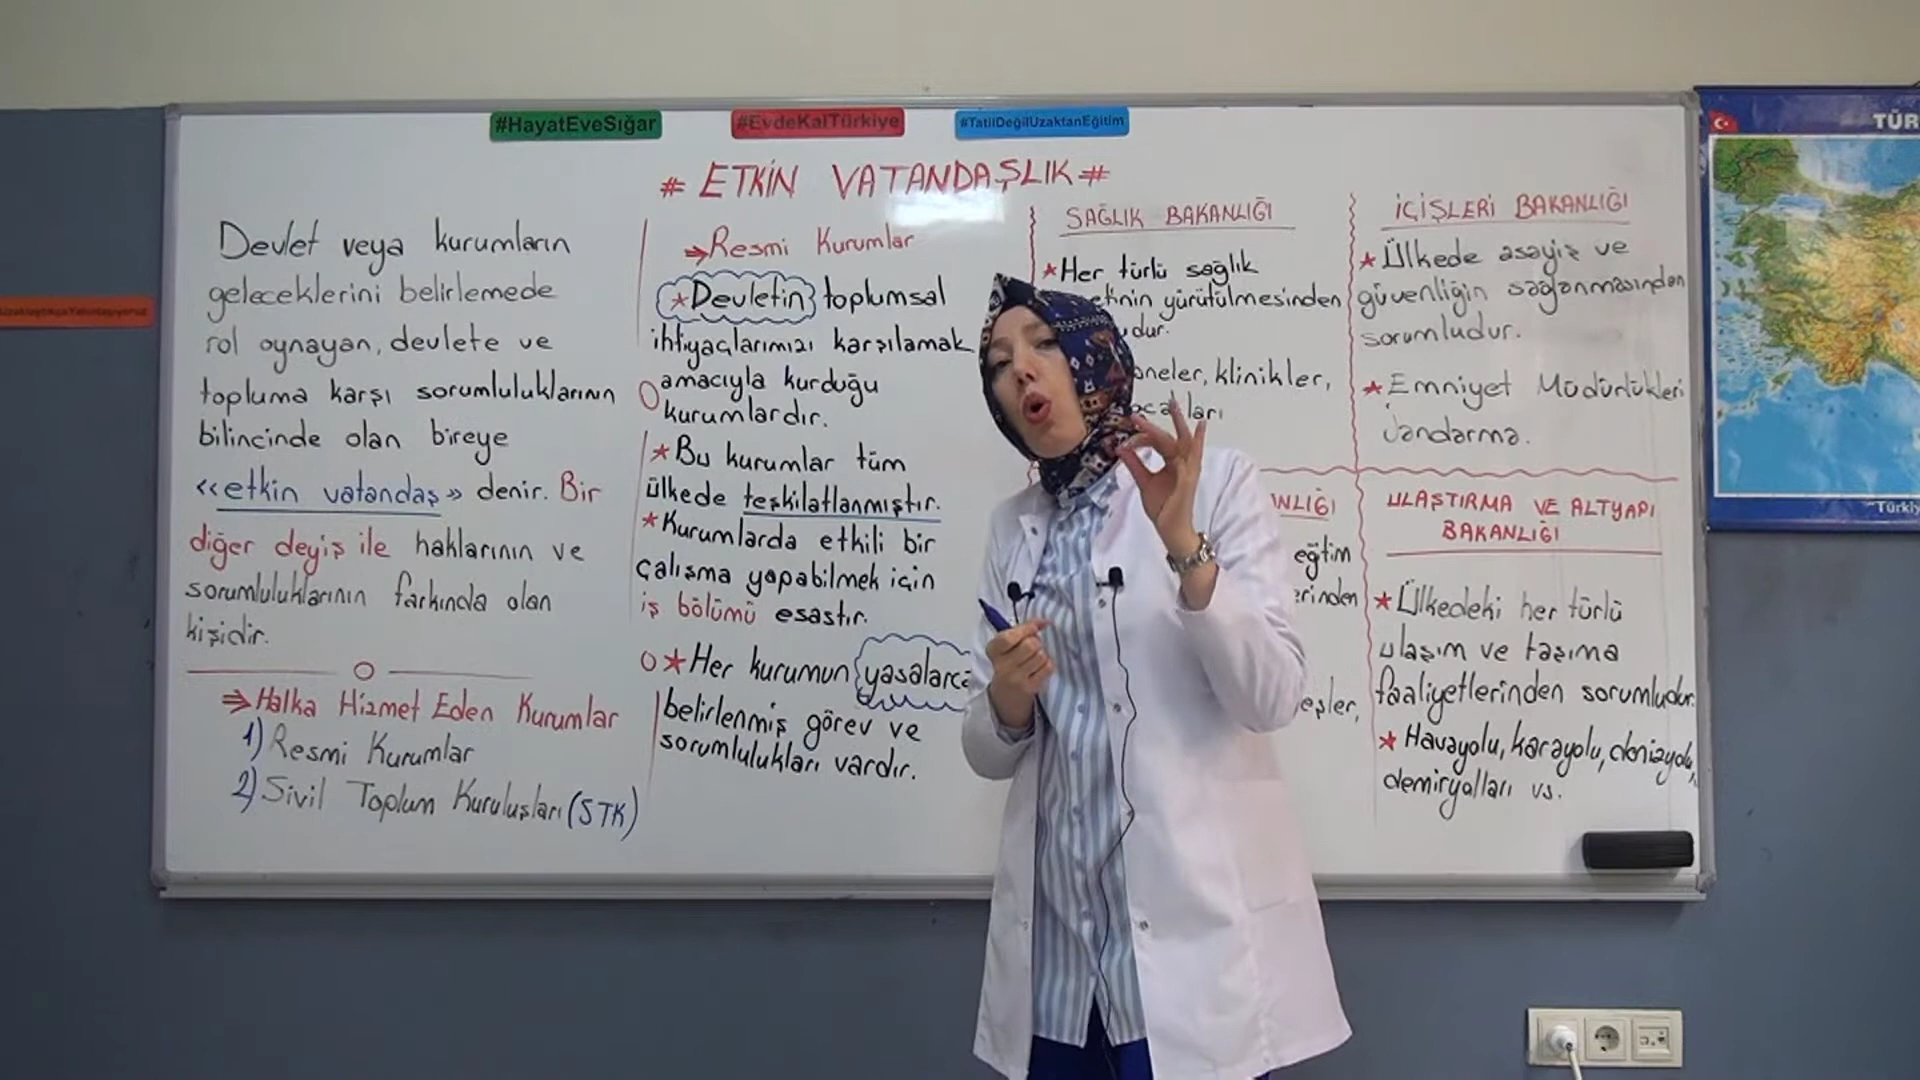 #HayatEveSığar
#EvdeKalTürkiye
#TatilDeğilUzaktanEğitim
# ETKİN VATANDAŞLIK #
Devlet veya kurumların
geleceklerini belirlemede
rol oynayan, devlete ve
topluma karşı sorumluluklarının
bilincinde olan bireye
«etkin vatandaş» denir. Bir
diğer deyiş ile haklarının ve
sorumluluklarının farkında olan
kişidir.
⇒ Halka Hizmet Eden Kurumlar
1) Resmi Kurumlar
2) Sivil Toplum Kuruluşları (STK)
⇒ Resmi Kurumlar
* Devletin toplumsal
ihtiyaçlarımızı karşılamak
amacıyla kurduğu
kurumlardır.
* Bu kurumlar tüm
ülkede teşkilatlanmıştır.
* Kurumlarda etkili bir
çalışma yapabilmek için
iş bölümü esastır.
* Her kurumun yasalarca
belirlenmiş görev ve
sorumlulukları vardır.
SAĞLIK BAKANLIĞI
* Her türlü sağlık
yürütülmesinden
klinikler,
İÇİŞLERİ BAKANLIĞI
* Ülkede asayiş ve
güvenliğin sağlanmasından
sorumludur.
* Emniyet Müdürlükleri
Jandarma.
eğitim
ULAŞTIRMA VE ALTYAPI
BAKANLIĞI
* Ülkedeki her türlü
ulaşım ve taşıma
faaliyetlerinden sorumludur.
* Havayolu, karayolu, denizyolu,
demiryolları vs.
TÜR
"Türkiy